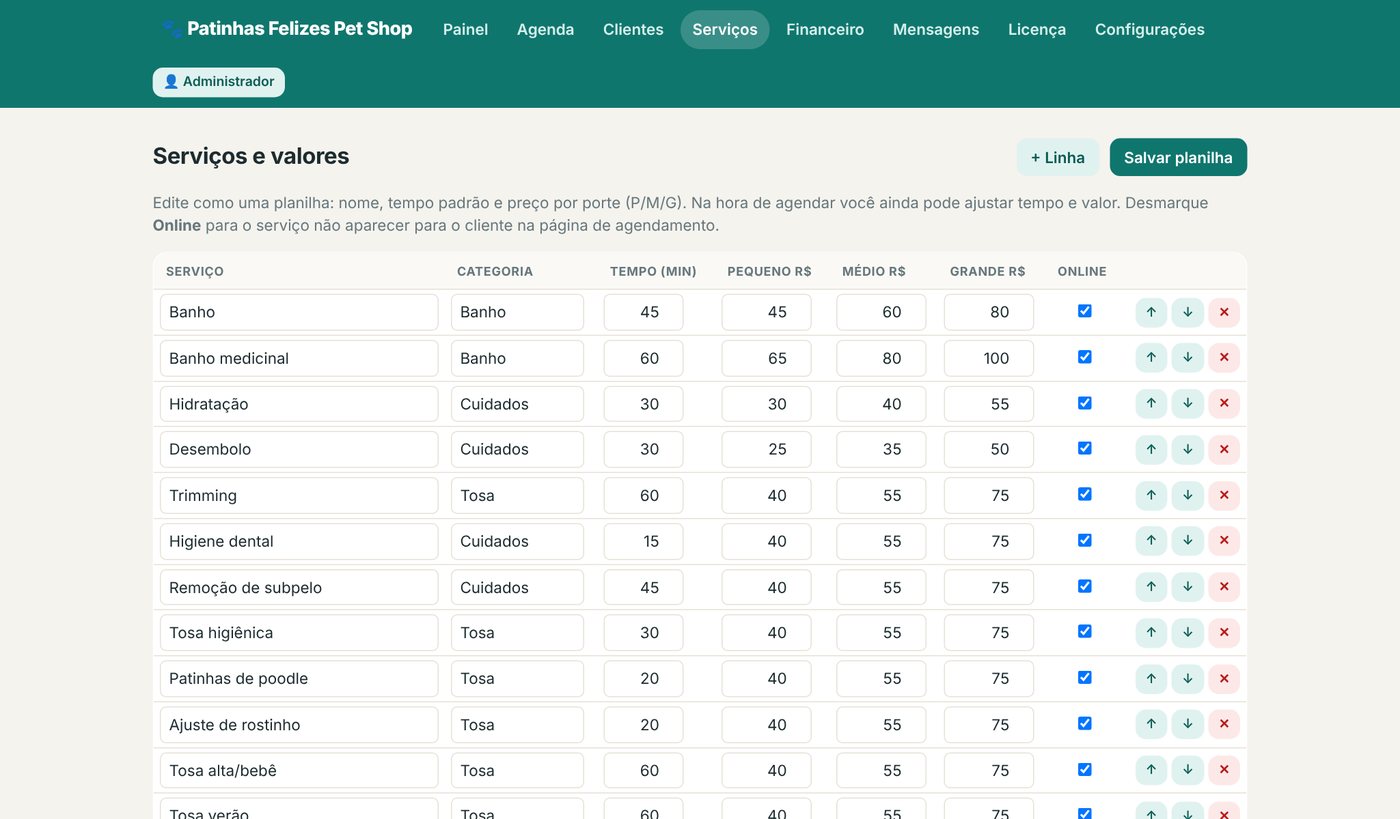 🐾 Patinhas Felizes Pet Shop Painel Agenda Clientes Serviços Financeiro Mensagens Licença Configurações
👤 Administrador
Serviços e valores + Linha Salvar planilha
Edite como uma planilha: nome, tempo padrão e preço por porte (P/M/G). Na hora de agendar você ainda pode ajustar tempo e valor. Desmarque
Online para o serviço não aparecer para o cliente na página de agendamento.
SERVIÇO CATEGORIA TEMPO (MIN) PEQUENO R$ MÉDIO R$ GRANDE R$ ONLINE
Banho Banho 45 45 60 80 ↑ ↓ ×
Banho medicinal Banho 60 65 80 100 ↑ ↓ ×
Hidratação Cuidados 30 30 40 55 ↑ ↓ ×
Desembolo Cuidados 30 25 35 50 ↑ ↓ ×
Trimming Tosa 60 40 55 75 ↑ ↓ ×
Higiene dental Cuidados 15 40 55 75 ↑ ↓ ×
Remoção de subpelo Cuidados 45 40 55 75 ↑ ↓ ×
Tosa higiênica Tosa 30 40 55 75 ↑ ↓ ×
Patinhas de poodle Tosa 20 40 55 75 ↑ ↓ ×
Ajuste de rostinho Tosa 20 40 55 75 ↑ ↓ ×
Tosa alta/bebê Tosa 60 40 55 75 ↑ ↓ ×
Tosa verão Tosa 60 40 55 75 ↑ ↓ ×